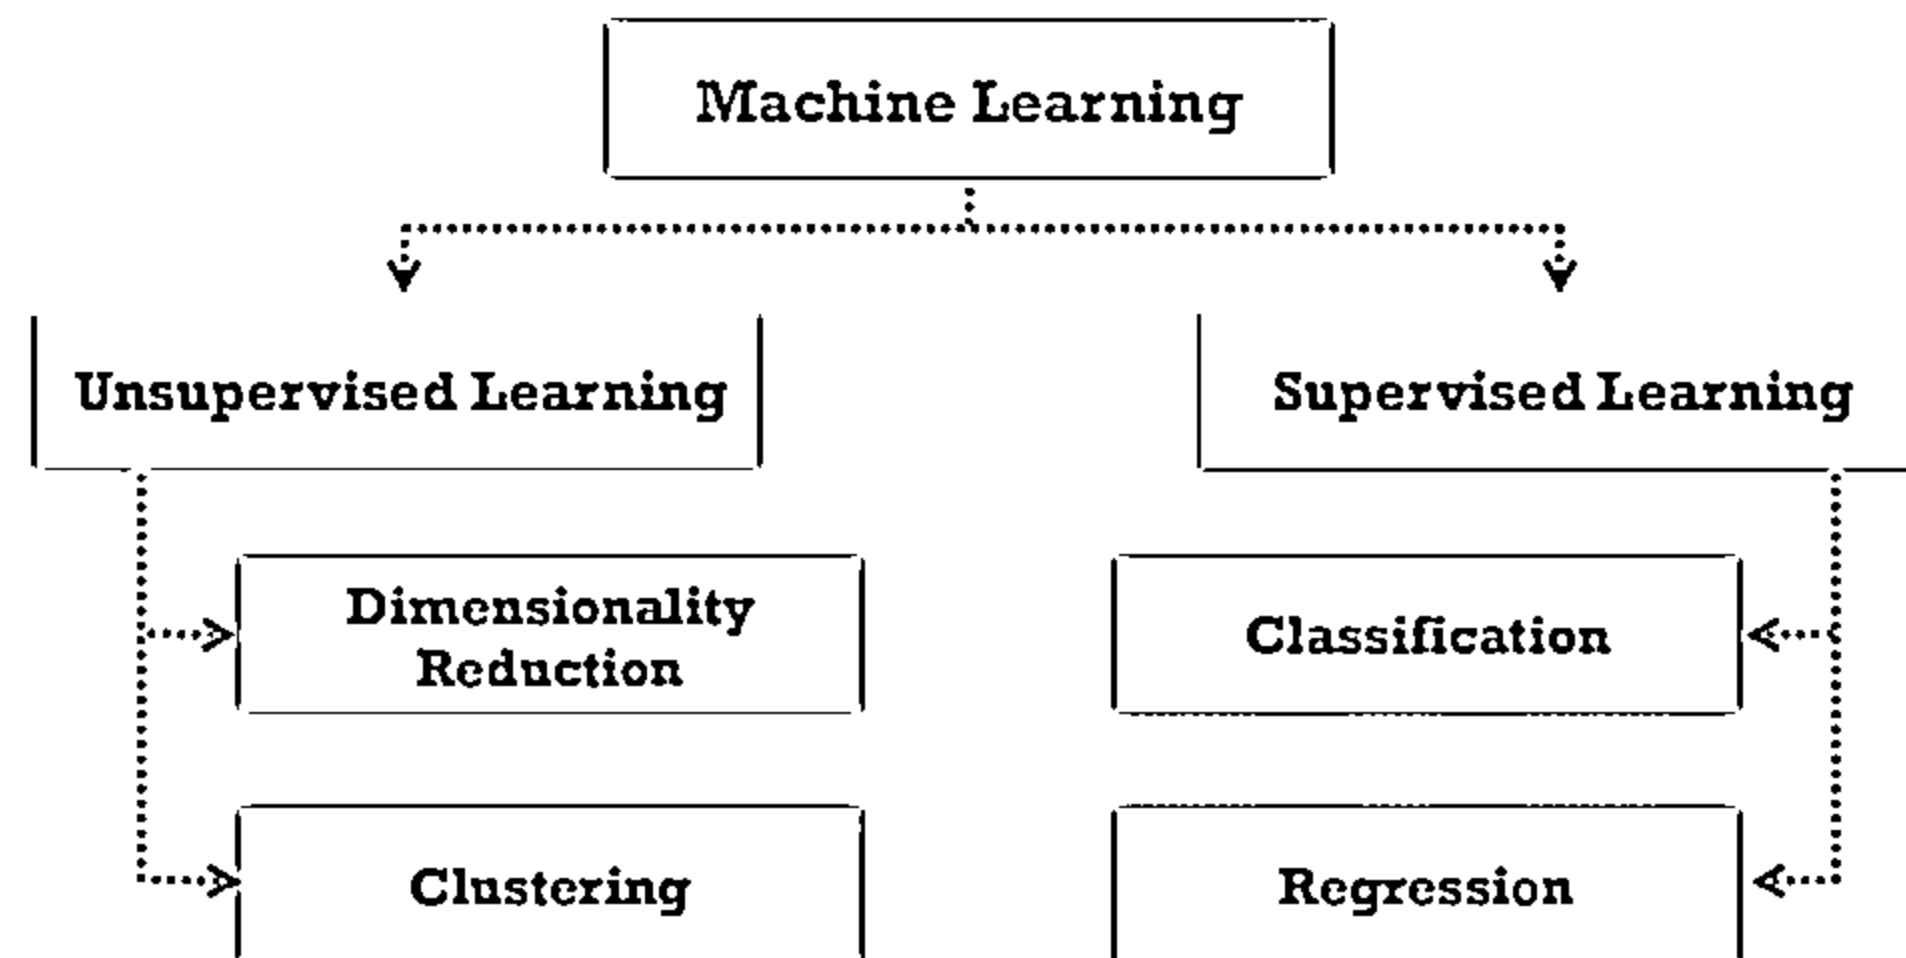 Machine Learning
Unsupervised Learning
Supervised Learning
Dimensionality
Reduction
Classification
Clustering
Regression